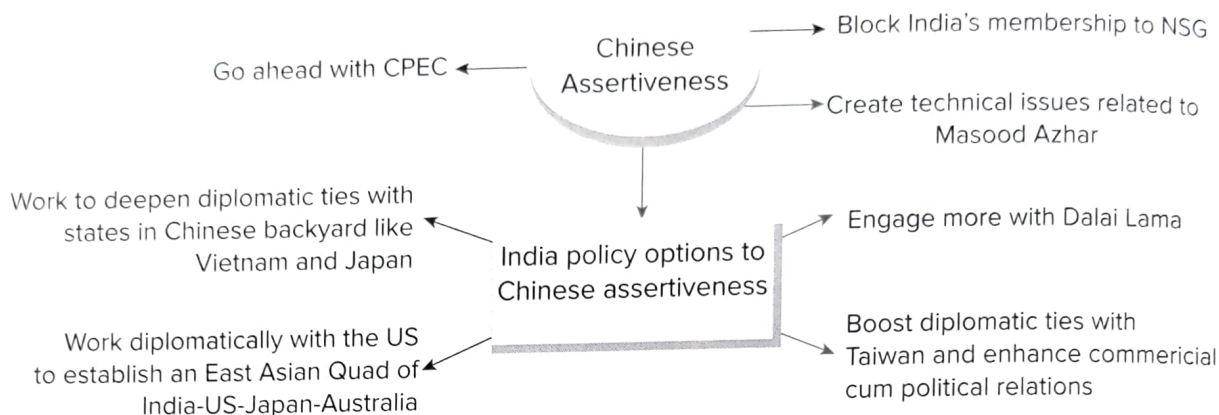 Chinese
Assertiveness
Block India's membership to NSG
Go ahead with CPEC
Create technical issues related to
Masood Azhar
Work to deepen diplomatic ties with
states in Chinese backyard like
Vietnam and Japan
India policy options to
Chinese assertiveness
Engage more with Dalai Lama
Work diplomatically with the US
to establish an East Asian Quad of
India-US-Japan-Australia
Boost diplomatic ties with
Taiwan and enhance commericial
cum political relations